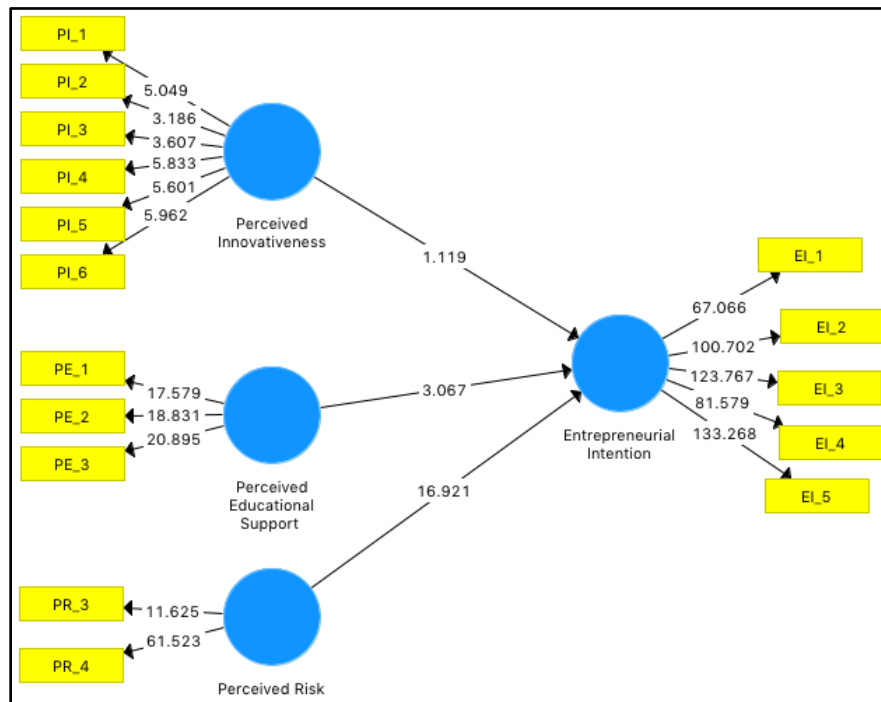 PI_1
PI_2
PI_3
PI_4
PI_5
PI_6
5.049
3.186
3.607
5.833
5.601
5.962
Perceived
Innovativeness
1.119
PE_1
PE_2
PE_3
17.579
18.831
20.895
Perceived
Educational
Support
3.067
PR_3
PR_4
11.625
61.523
Perceived Risk
16.921
Entrepreneurial
Intention
67.066
100.702
123.767
81.579
133.268
EI_1
EI_2
EI_3
EI_4
EI_5